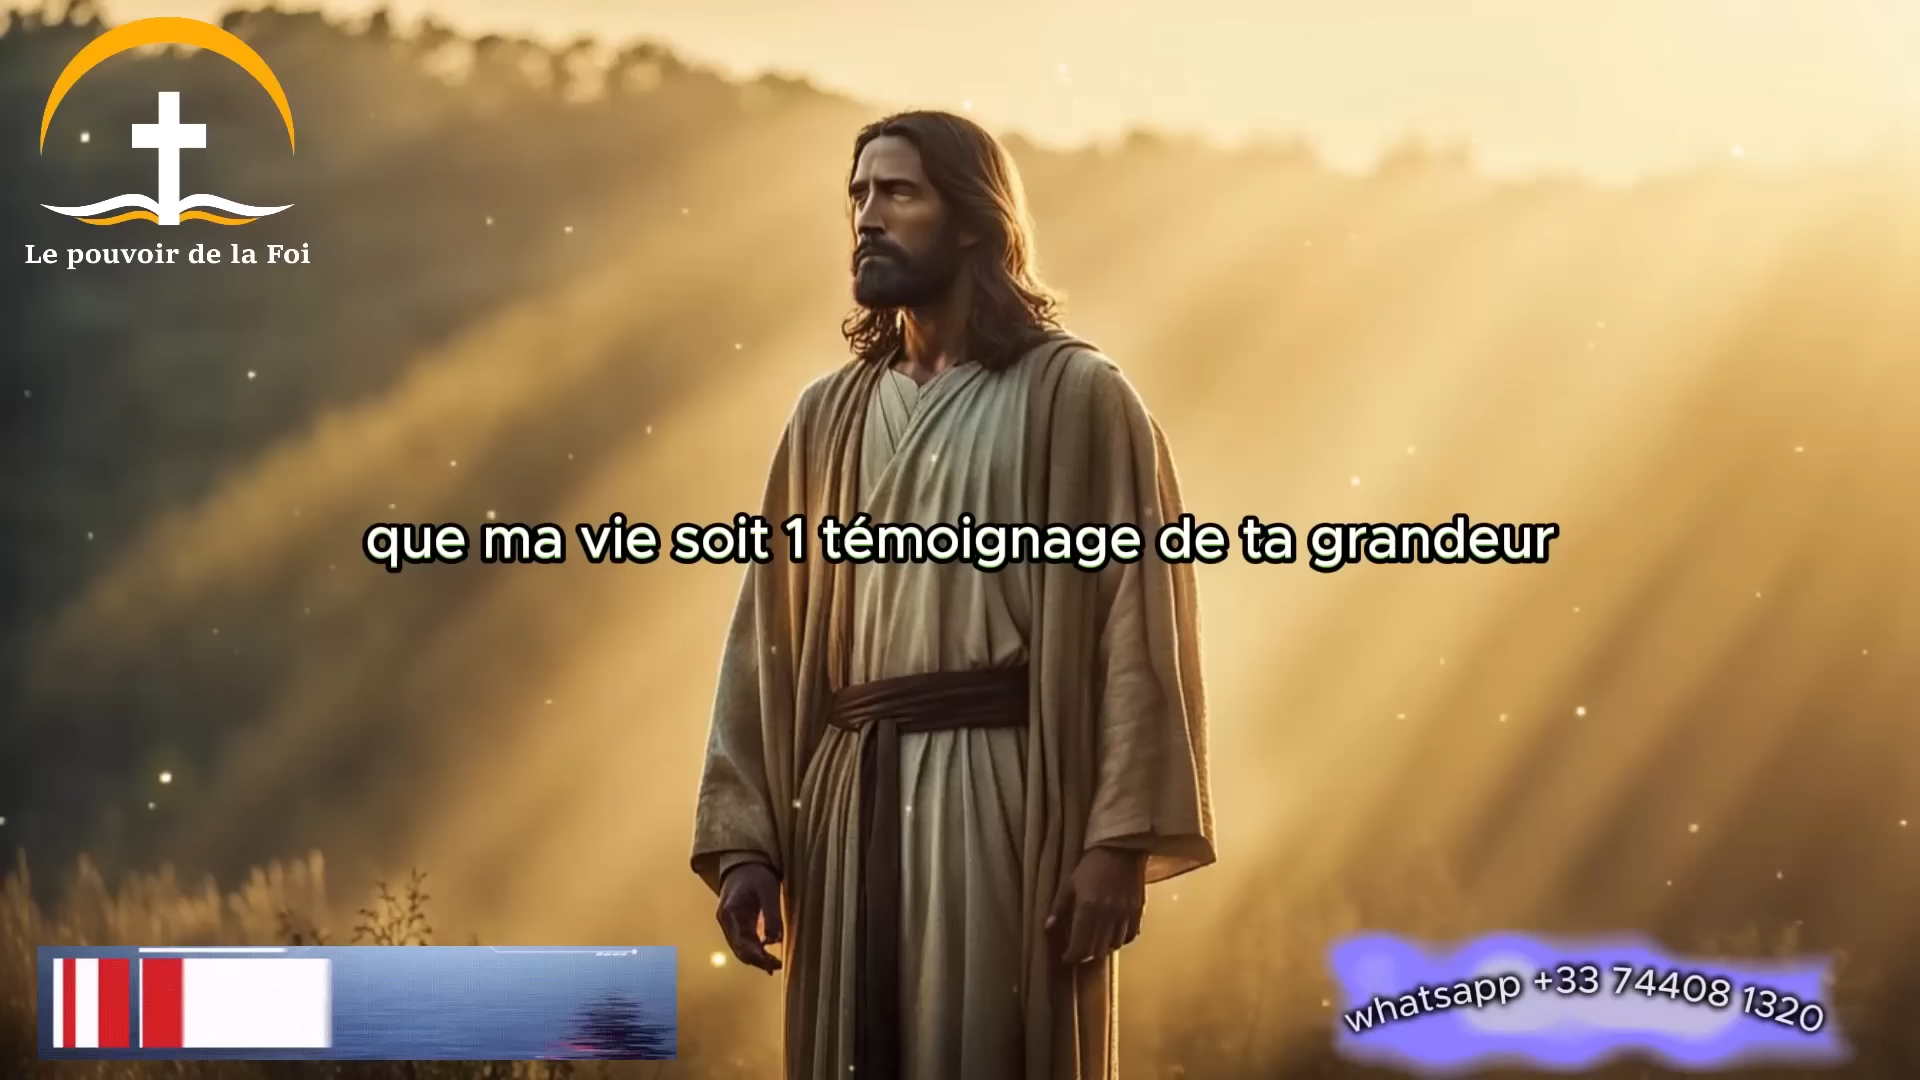 Le pouvoir de la Foi
que ma vie soit 1 témoignage de ta grandeur
whatsapp +33 74408 1320